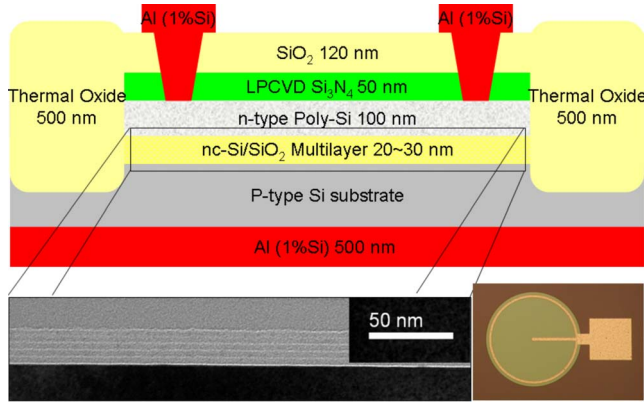 Al (1%Si) Al (1%Si)
SiO2 120 nm
LPCVD Si3N4 50 nm
Thermal Oxide
500 nm
n-type Poly-Si 100 nm
Thermal Oxide
500 nm
nc-Si/SiO2 Multilayer 20~30 nm
P-type Si substrate
Al (1%Si) 500 nm
50 nm